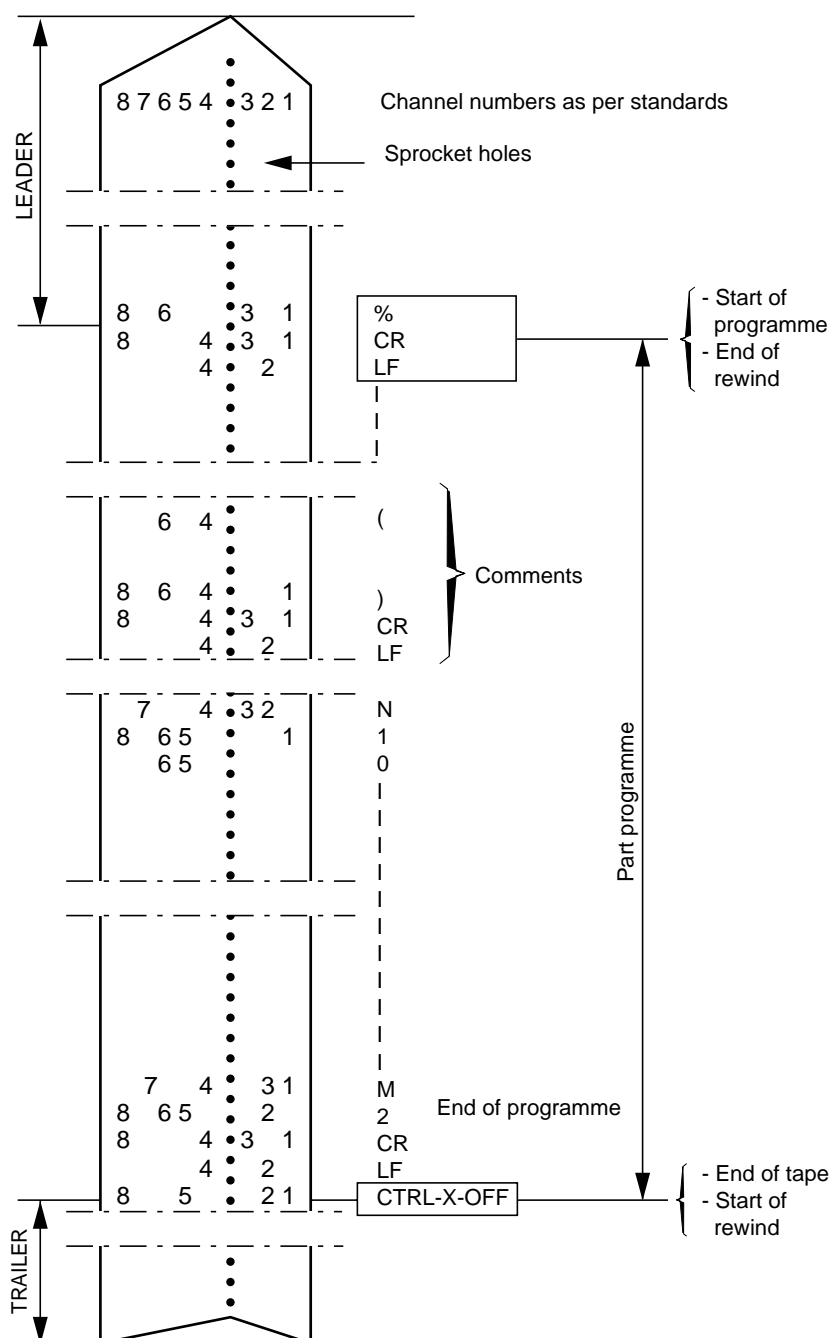 8 7 6 5 4 3 2 1 Channel numbers as per standards
Sprocket holes
LEADER
8 6 3 1 %
8 4 3 1 CR
4 2 LF
- Start of
programme
- End of
rewind
6 4 (
8 6 4 1 )
8 4 3 1 CR
4 2 LF
Comments
7 4 3 2 N
8 6 5 1 1
6 5 0
Part programme
7 4 3 1 M
8 6 5 2 2
End of programme
8 4 3 1 CR
4 2 LF
8 5 2 1 CTRL-X-OFF
- End of tape
- Start of
rewind
TRAILER